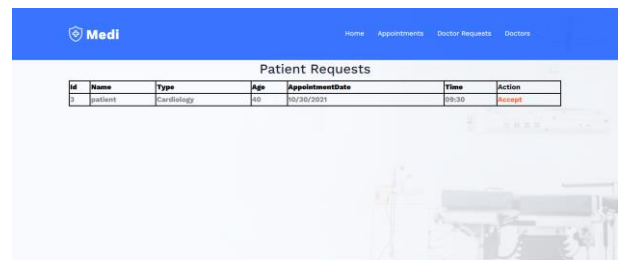 Medi
Home Appointments Doctor Requests Doctors
Patient Requests
Id Name Type Age AppointmentDate Time Action
3 patient Cardiology 40 10/30/2021 09:30 Accept